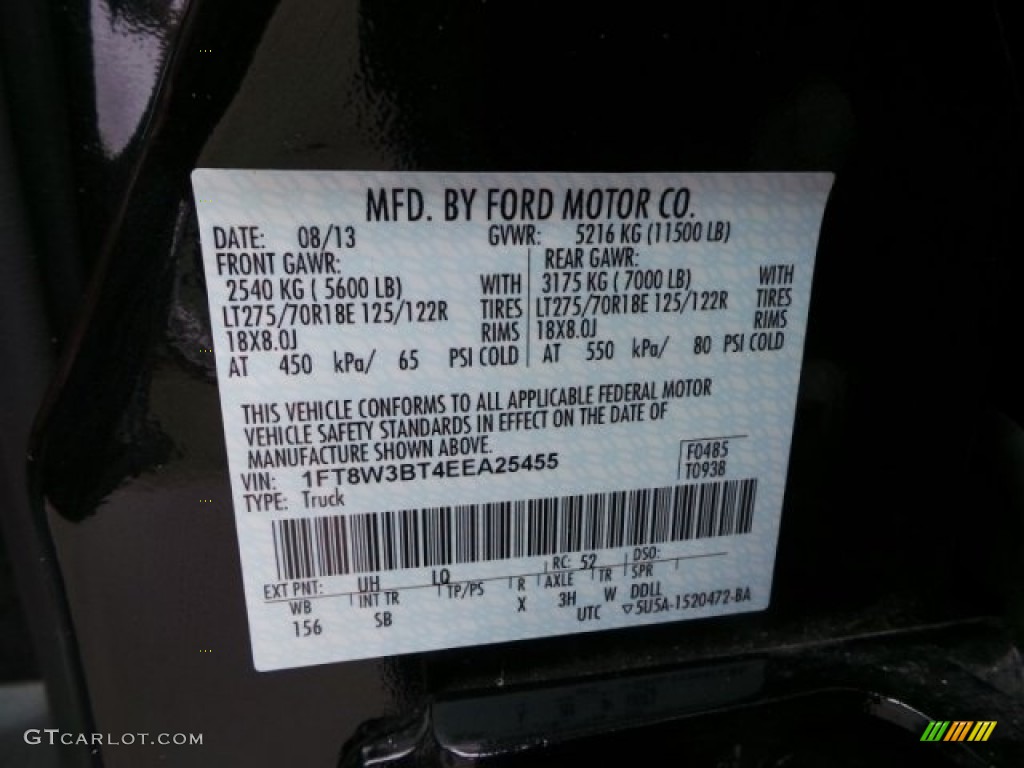 MFD. BY FORD MOTOR CO.
DATE: 08/13 GVWR: 5216 KG (11500 LB)
FRONT GAWR: REAR GAWR:
2540 KG ( 5600 LB) WITH 3175 KG ( 7000 LB) WITH
LT275/70R18E 125/122R TIRES LT275/70R18E 125/122R TIRES
18X8.0J RIMS 18X8.0J RIMS
AT 450 kPa/ 65 PSI COLD AT 550 kPa/ 80 PSI COLD
THIS VEHICLE CONFORMS TO ALL APPLICABLE FEDERAL MOTOR
VEHICLE SAFETY STANDARDS IN EFFECT ON THE DATE OF
MANUFACTURE SHOWN ABOVE.
VIN: 1FT8W3BT4EEA25455 F0485
TYPE: Truck T0938
EXT PNT: UH LQ RC: 52 DSO:
WB INT TR TP/PS R AXLE TR SPR
156 SB X 3H W DDLL
UTC ▽5U5A-1520472-BA
GTCARLOT.COM